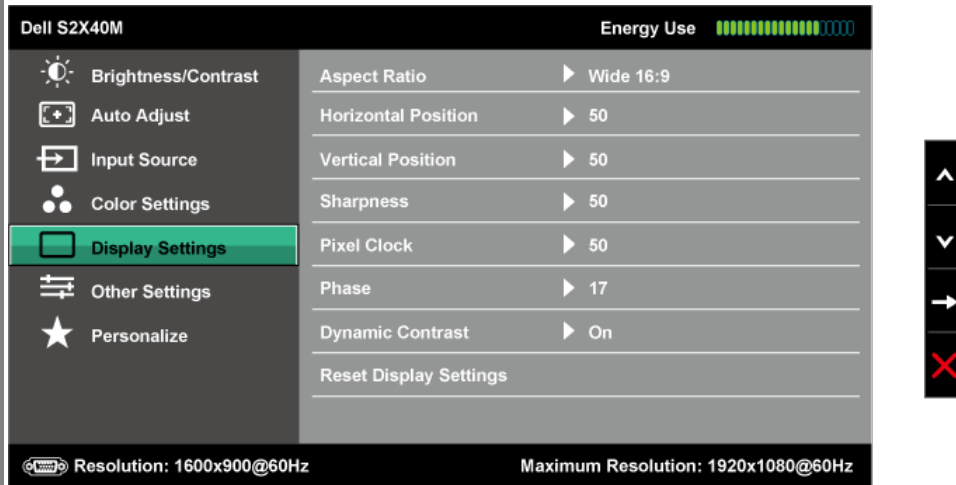 Dell S2X40M Energy Use
Brightness/Contrast
Auto Adjust
Input Source
Color Settings
Display Settings
Other Settings
Personalize
Aspect Ratio Wide 16:9
Horizontal Position 50
Vertical Position 50
Sharpness 50
Pixel Clock 50
Phase 17
Dynamic Contrast On
Reset Display Settings
Resolution: 1600x900@60Hz Maximum Resolution: 1920x1080@60Hz